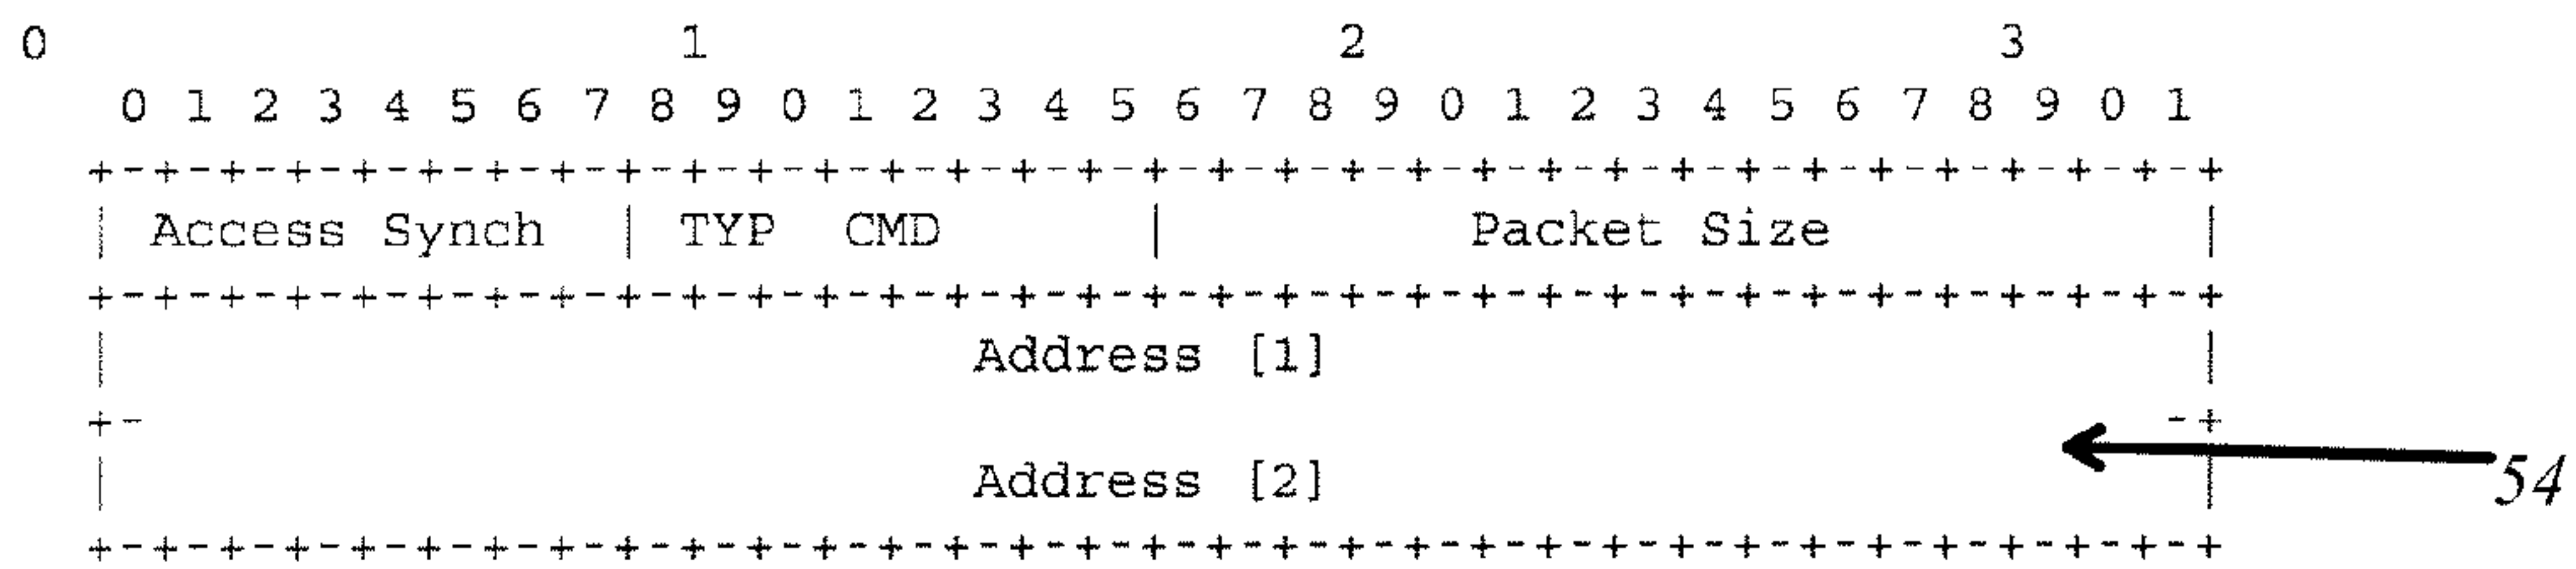 0 1 2 3
0 1 2 3 4 5 6 7 8 9 0 1 2 3 4 5 6 7 8 9 0 1 2 3 4 5 6 7 8 9 0 1
+-+-+-+-+-+-+-+-+-+-+-+-+-+-+-+-+-+-+-+-+-+-+-+-+-+-+-+-+-+-+-+-+
| Access Synch | TYP CMD | Packet Size |
+-+-+-+-+-+-+-+-+-+-+-+-+-+-+-+-+-+-+-+-+-+-+-+-+-+-+-+-+-+-+-+-+
| Address [1] |
+- -+
| Address [2] |
54
+-+-+-+-+-+-+-+-+-+-+-+-+-+-+-+-+-+-+-+-+-+-+-+-+-+-+-+-+-+-+-+-+